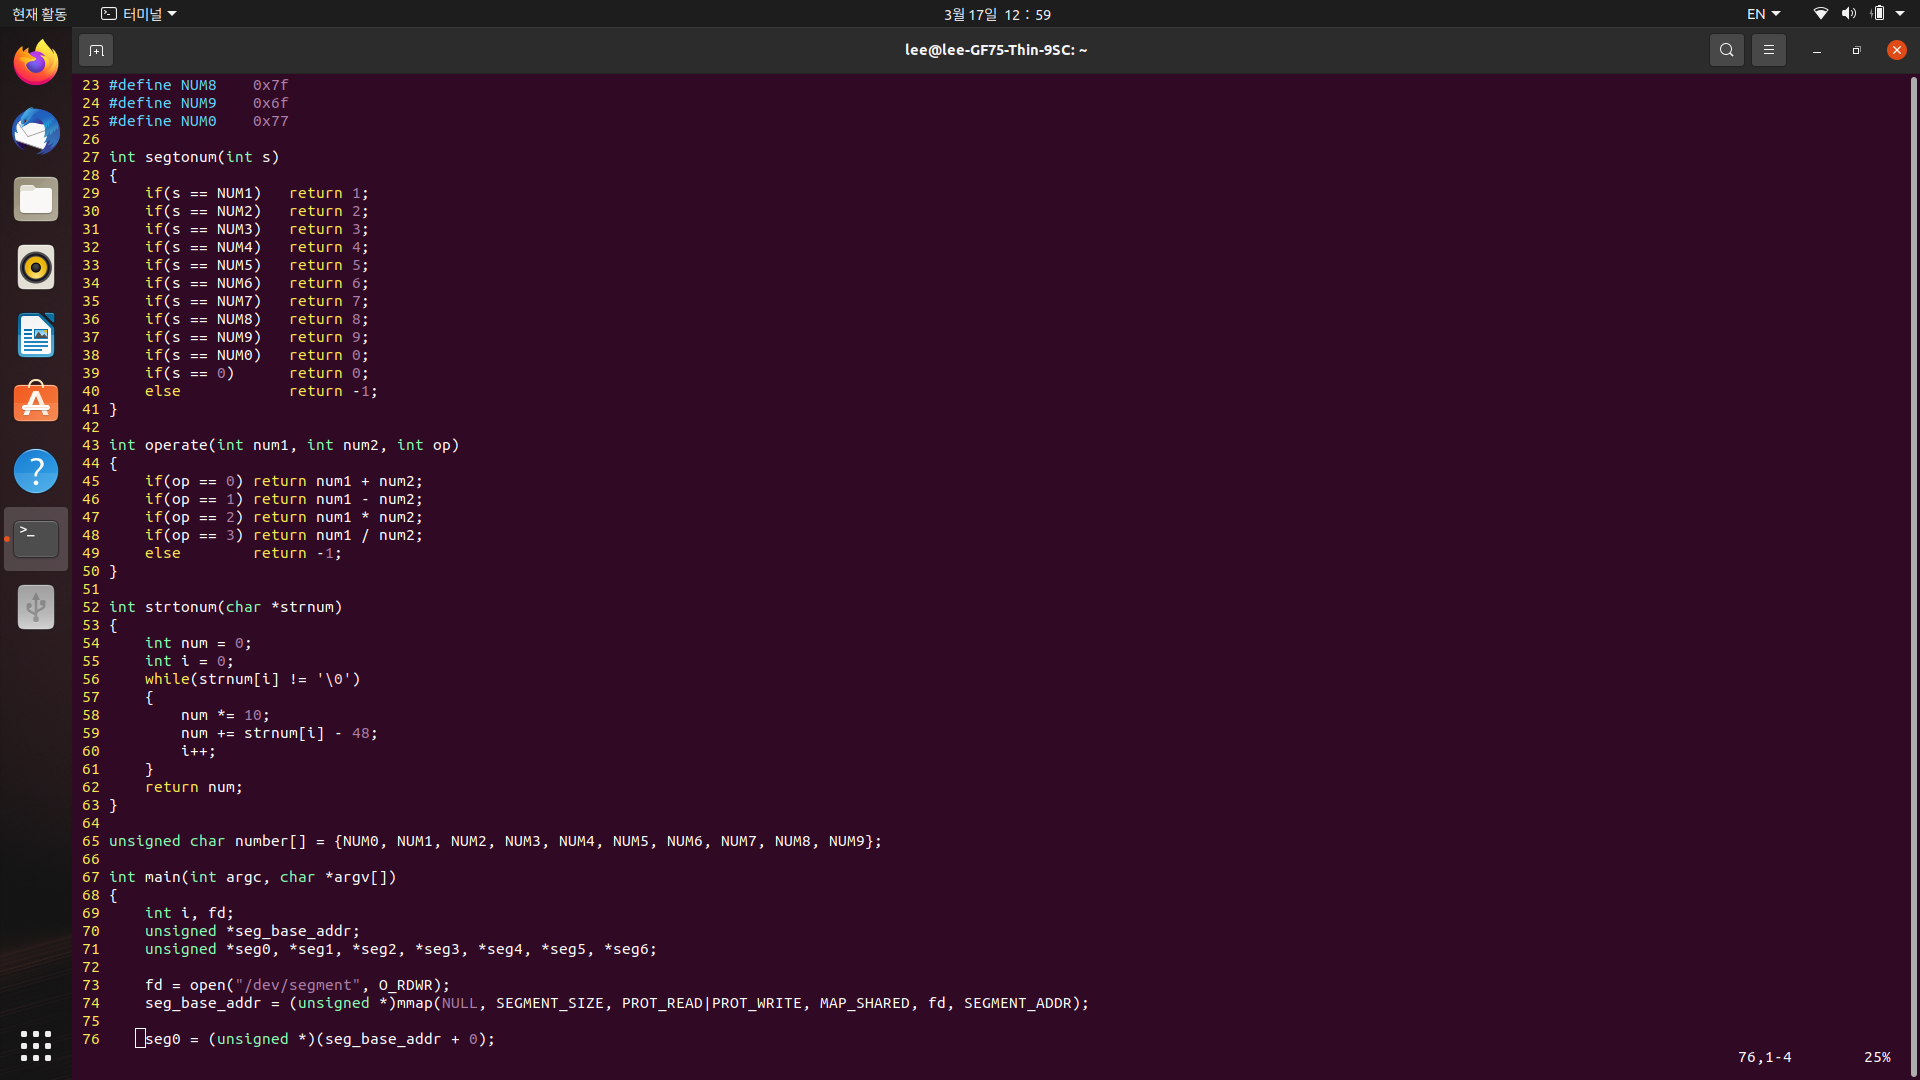 현재 활동 터미널 3월 17일 12 : 59 EN
lee@lee-GF75-Thin-9SC: ~
23 #define NUM8    0x7f
24 #define NUM9    0x6f
25 #define NUM0    0x77
26
27 int segtonum(int s)
28 {
29     if(s == NUM1)   return 1;
30     if(s == NUM2)   return 2;
31     if(s == NUM3)   return 3;
32     if(s == NUM4)   return 4;
33     if(s == NUM5)   return 5;
34     if(s == NUM6)   return 6;
35     if(s == NUM7)   return 7;
36     if(s == NUM8)   return 8;
37     if(s == NUM9)   return 9;
38     if(s == NUM0)   return 0;
39     if(s == 0)      return 0;
40     else            return -1;
41 }
42
43 int operate(int num1, int num2, int op)
44 {
45     if(op == 0) return num1 + num2;
46     if(op == 1) return num1 - num2;
47     if(op == 2) return num1 * num2;
48     if(op == 3) return num1 / num2;
49     else        return -1;
50 }
51
52 int strtonum(char *strnum)
53 {
54     int num = 0;
55     int i = 0;
56     while(strnum[i] != '\0')
57     {
58         num *= 10;
59         num += strnum[i] - 48;
60         i++;
61     }
62     return num;
63 }
64
65 unsigned char number[] = {NUM0, NUM1, NUM2, NUM3, NUM4, NUM5, NUM6, NUM7, NUM8, NUM9};
66
67 int main(int argc, char *argv[])
68 {
69     int i, fd;
70     unsigned *seg_base_addr;
71     unsigned *seg0, *seg1, *seg2, *seg3, *seg4, *seg5, *seg6;
72
73     fd = open("/dev/segment", O_RDWR);
74     seg_base_addr = (unsigned *)mmap(NULL, SEGMENT_SIZE, PROT_READ|PROT_WRITE, MAP_SHARED, fd, SEGMENT_ADDR);
75
76     seg0 = (unsigned *)(seg_base_addr + 0);
76,1-4 25%